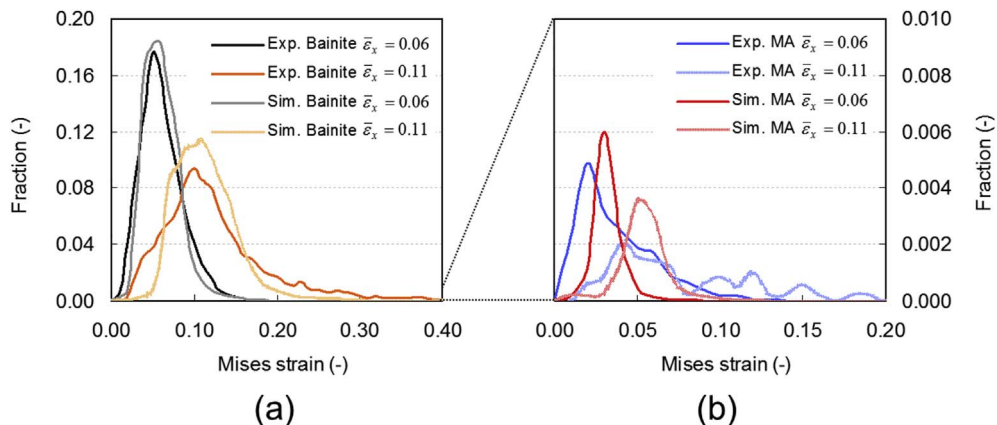 (a)
0.20
0.16
0.12
0.08
0.04
0.00
Fraction (-)
Exp. Bainite ε̄x = 0.06
Exp. Bainite ε̄x = 0.11
Sim. Bainite ε̄x = 0.06
Sim. Bainite ε̄x = 0.11
0.00 0.10 0.20 0.30 0.40
Mises strain (-)
(a)
(b)
0.010
0.008
0.006
0.004
0.002
0.000
Fraction (-)
Exp. MA ε̄x = 0.06
Exp. MA ε̄x = 0.11
Sim. MA ε̄x = 0.06
Sim. MA ε̄x = 0.11
0.00 0.05 0.10 0.15 0.20
Mises strain (-)
(b)